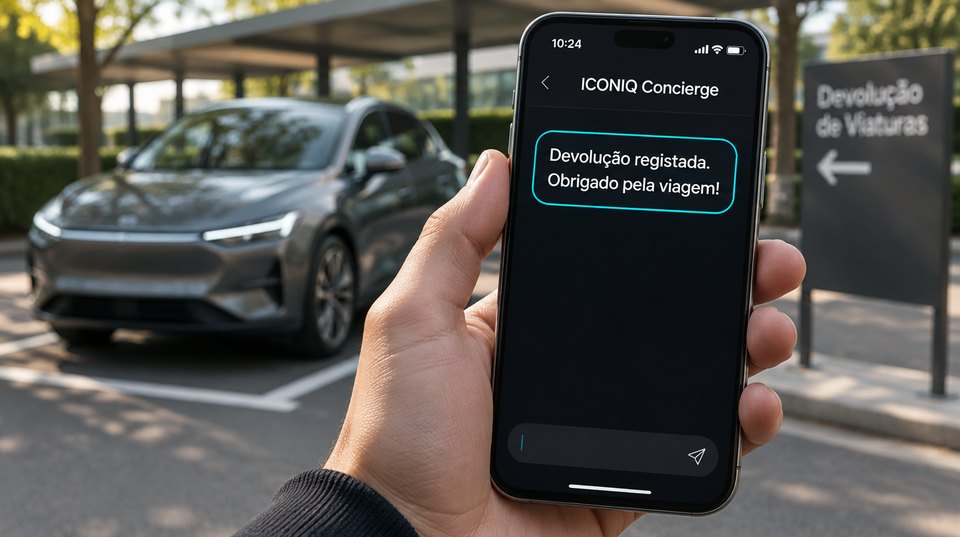 10:24
ICONIQ Concierge
Devolução registada.
Obrigado pela viagem!
Devolução
de Viaturas